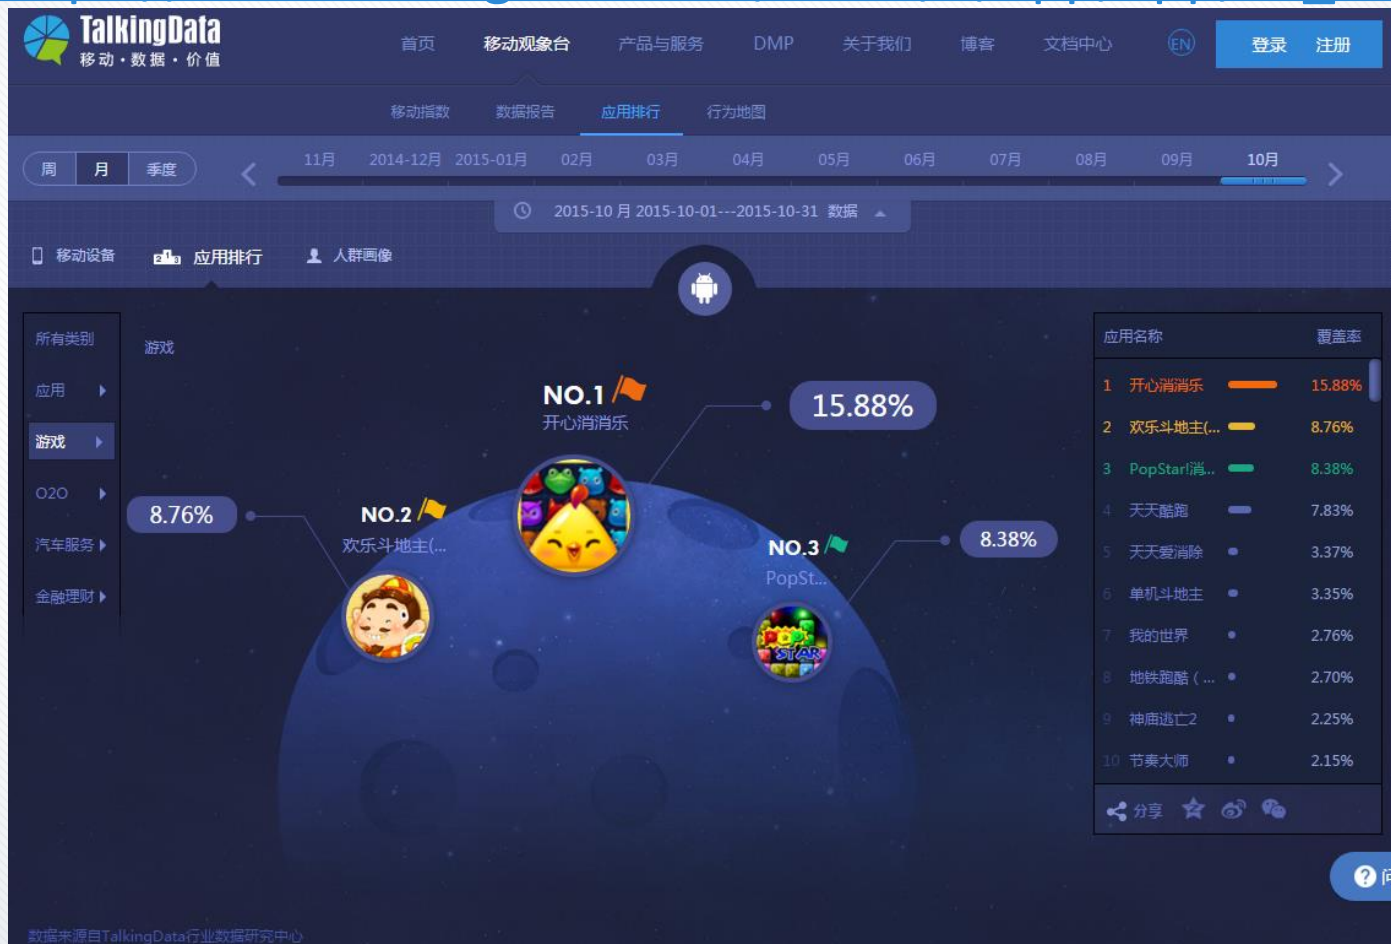 TalkingData
移动·数据·价值
首页 移动观象台 产品与服务 DMP 关于我们 博客 文档中心 EN 登录 注册
移动指数 数据报告 应用排行 行为地图
周 月 季度 11月 2014-12月 2015-01月 02月 03月 04月 05月 06月 07月 08月 09月 10月
2015-10 月 2015-10-01---2015-10-31 数据
移动设备 应用排行 人群画像
所有类别
应用
游戏
O2O
汽车服务
金融理财
游戏
NO.1
开心消消乐
15.88%
NO.2
欢乐斗地主(...
8.76%
NO.3
PopSt...
8.38%
POP
STAR
应用名称 覆盖率
1 开心消消乐 15.88%
2 欢乐斗地主(... 8.76%
3 PopStar!消... 8.38%
4 天天酷跑 7.83%
5 天天爱消除 3.37%
6 单机斗地主 3.35%
7 我的世界 2.76%
8 地铁跑酷 ( ... 2.70%
9 神庙逃亡2 2.25%
10 节奏大师 2.15%
分享
数据来源自TalkingData行业数据研究中心